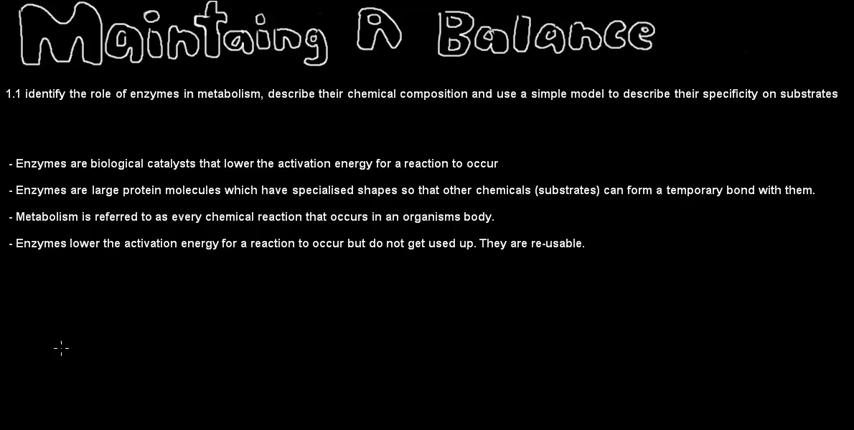 Maintaing A Balance
1.1 identify the role of enzymes in metabolism, describe their chemical composition and use a simple model to describe their specificity on substrates
- Enzymes are biological catalysts that lower the activation energy for a reaction to occur
- Enzymes are large protein molecules which have specialised shapes so that other chemicals (substrates) can form a temporary bond with them.
- Metabolism is referred to as every chemical reaction that occurs in an organisms body.
- Enzymes lower the activation energy for a reaction to occur but do not get used up. They are re-usable.